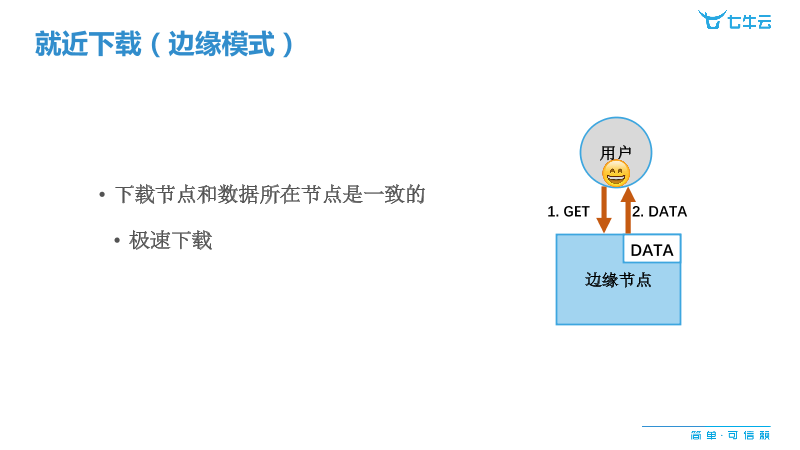 七牛云
就近下载（边缘模式）
• 下载节点和数据所在节点是一致的
• 极速下载
用户
1. GET
2. DATA
DATA
边缘节点
简单·可信赖